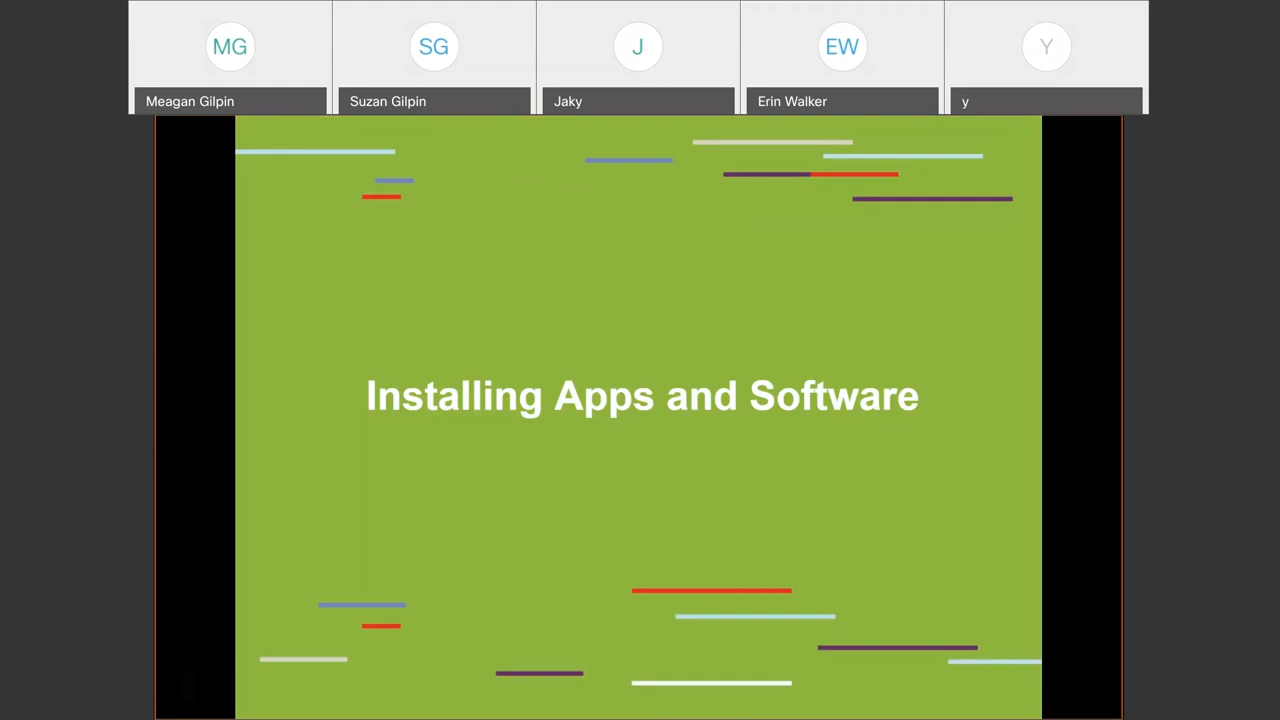 MG
SG
J
EW
Y
Meagan Gilpin
Suzan Gilpin
Jaky
Erin Walker
y
Installing Apps and Software